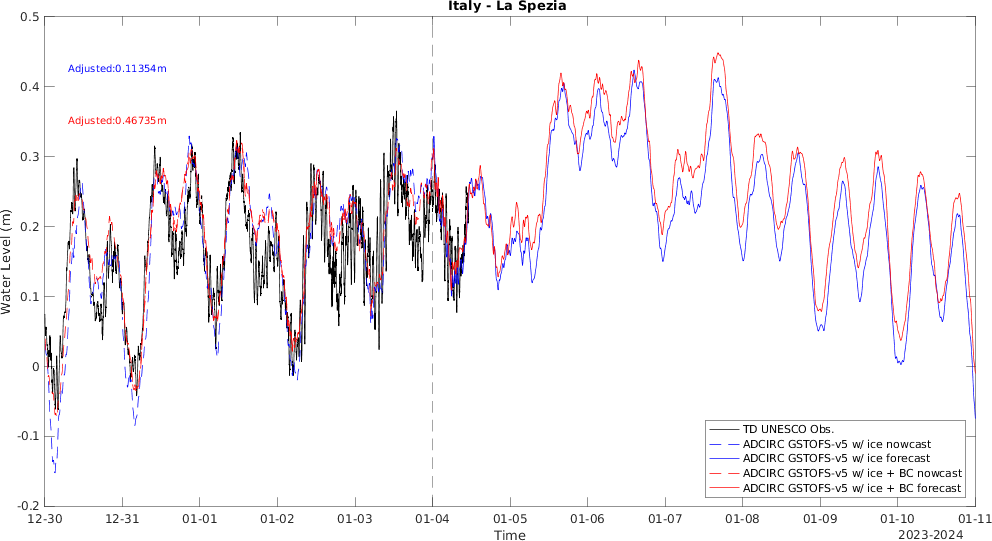 Italy - La Spezia
Adjusted:0.11354m
Adjusted:0.46735m
Water Level (m)
0.5
0.4
0.3
0.2
0.1
0
-0.1
-0.2
TD UNESCO Obs.
ADCIRC GSTOFS-v5 w/ ice nowcast
ADCIRC GSTOFS-v5 w/ ice forecast
ADCIRC GSTOFS-v5 w/ ice + BC nowcast
ADCIRC GSTOFS-v5 w/ ice + BC forecast
12-30 12-31 01-01 01-02 01-03 01-04 01-05 01-06 01-07 01-08 01-09 01-10 01-11
Time
2023-2024